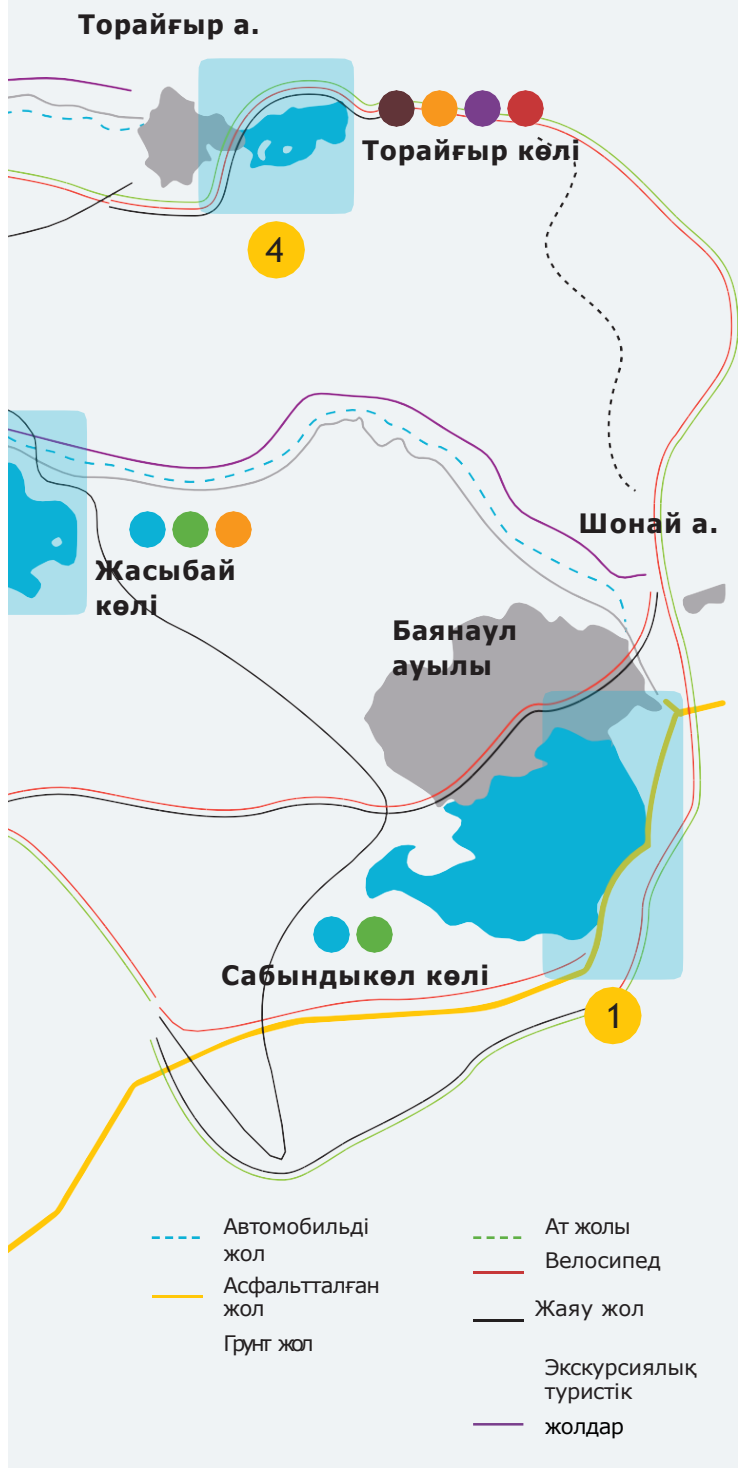 Торайғыр а.
Торайғыр көлі
4
Шонай а.
Жасыбай
көлі
Баянаул
ауылы
Сабындыкөл көлі
1
Автомобильді
жол
Асфальтталған
жол
Грунт жол
Ат жолы
Велосипед
Жаяу жол
Экскурсиялық
туристік
жолдар